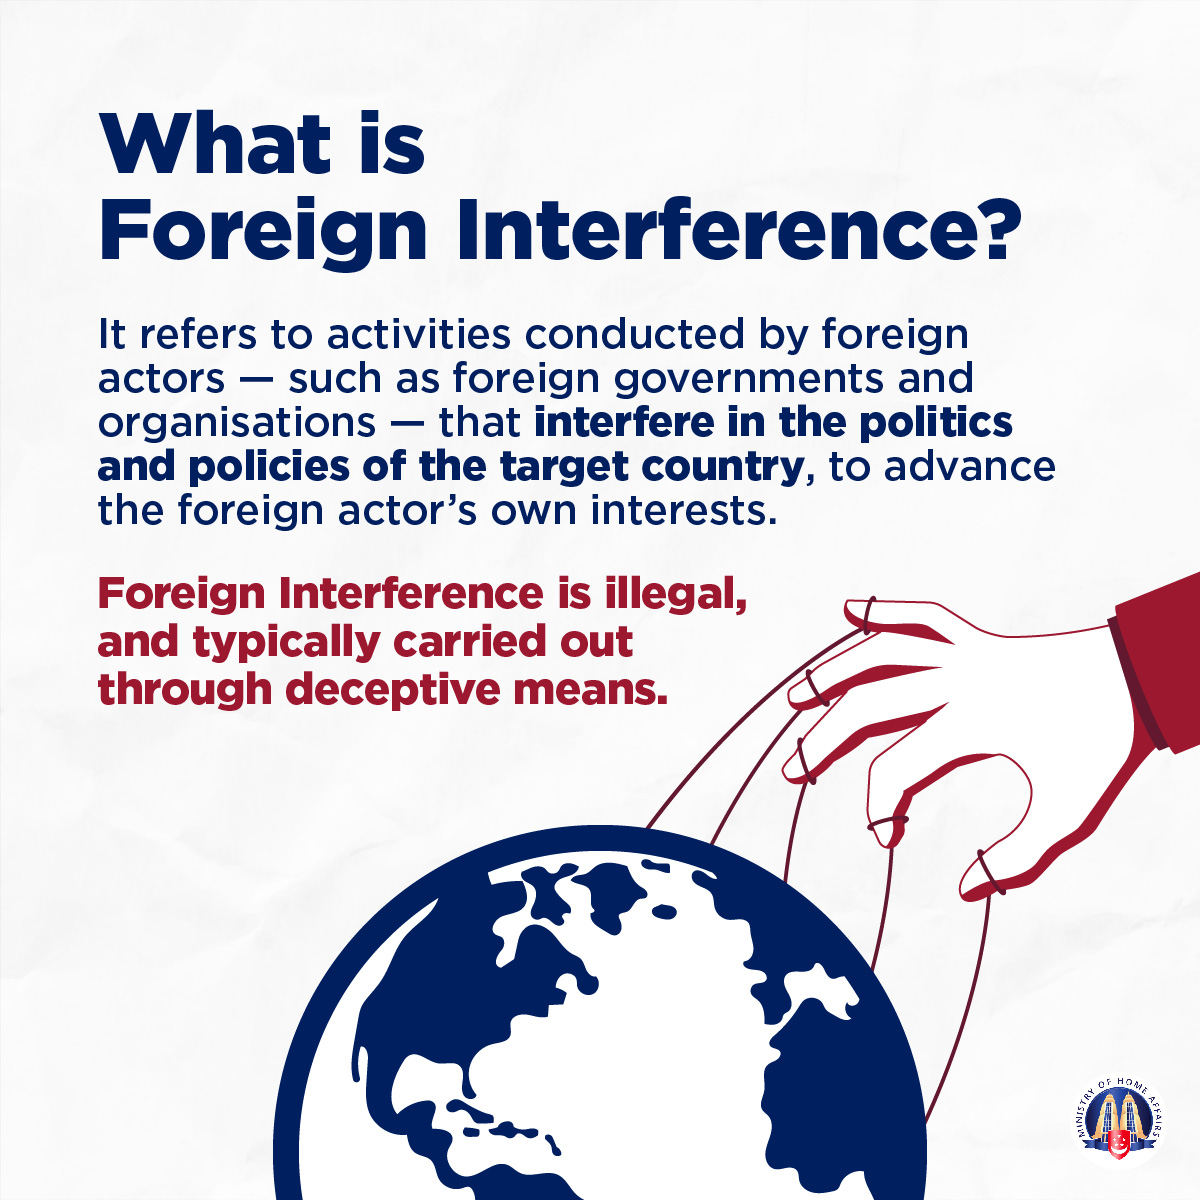 What is
Foreign Interference?
It refers to activities conducted by foreign
actors — such as foreign governments and
organisations — that interfere in the politics
and policies of the target country, to advance
the foreign actor’s own interests.
Foreign Interference is illegal,
and typically carried out
through deceptive means.
MINISTRY OF HOME AFFAIRS